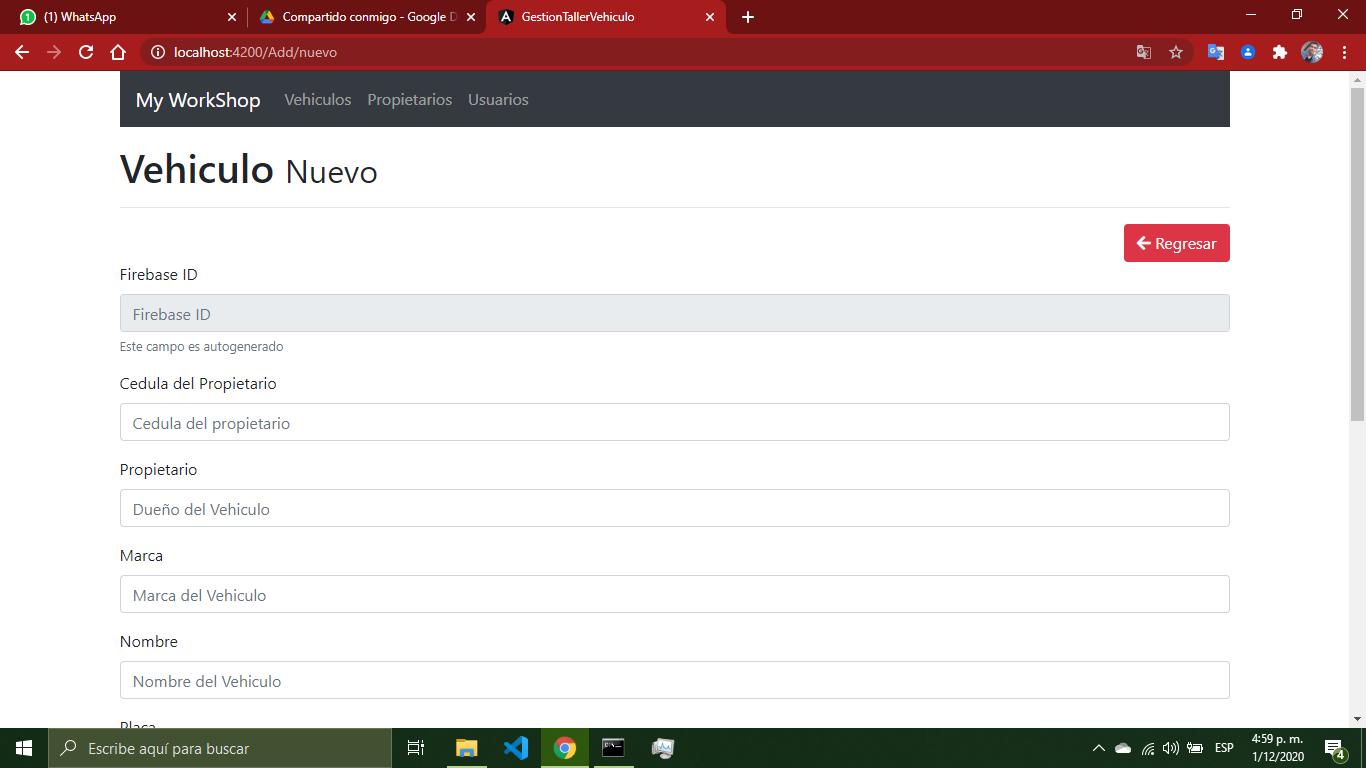 (1) WhatsApp
Compartido conmigo - Google D
GestionTallerVehiculo
localhost:4200/Add/nuevo
My WorkShop Vehiculos Propietarios Usuarios
Vehiculo Nuevo
Regresar
Firebase ID
Firebase ID
Este campo es autogenerado
Cedula del Propietario
Cedula del propietario
Propietario
Dueño del Vehiculo
Marca
Marca del Vehiculo
Nombre
Nombre del Vehiculo
Placa
Escribe aquí para buscar
ESP
4:59 p. m.
1/12/2020
4